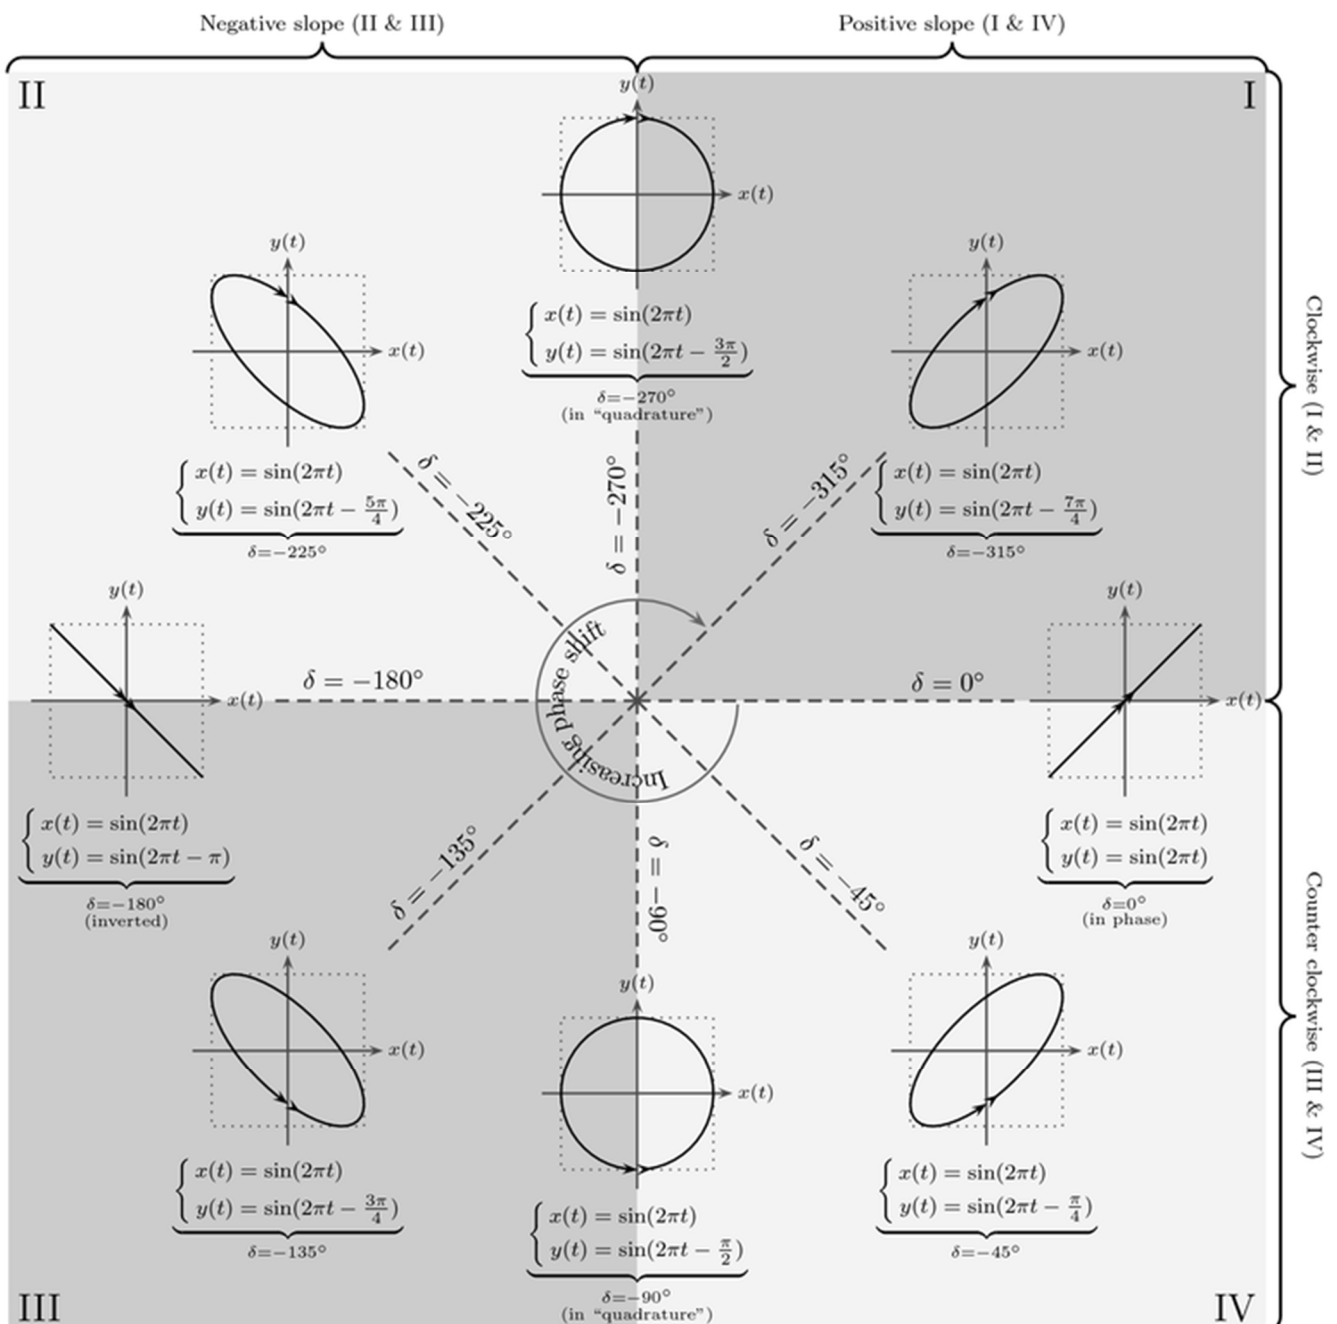 Negative slope (II & III)
Positive slope (I & IV)
II
I
y(t)
x(t)
x(t) = sin(2πt)
y(t) = sin(2πt − 3π/2)
δ=−270°
(in “quadrature”)
y(t)
x(t)
x(t) = sin(2πt)
y(t) = sin(2πt − 5π/4)
δ=−225°
y(t)
x(t)
x(t) = sin(2πt)
y(t) = sin(2πt − 7π/4)
δ=−315°
Clockwise (I & II)
δ = −225°
δ = −270°
δ = −315°
y(t)
x(t)
x(t) = sin(2πt)
y(t) = sin(2πt − π)
δ=−180°
(inverted)
δ = −180°
Increasing phase shift
δ = 0°
y(t)
x(t)
x(t) = sin(2πt)
y(t) = sin(2πt)
δ=0°
(in phase)
δ = −135°
δ = −90°
δ = −45°
Counter clockwise (III & IV)
y(t)
x(t)
x(t) = sin(2πt)
y(t) = sin(2πt − 3π/4)
δ=−135°
y(t)
x(t)
x(t) = sin(2πt)
y(t) = sin(2πt − π/2)
δ=−90°
(in “quadrature”)
y(t)
x(t)
x(t) = sin(2πt)
y(t) = sin(2πt − π/4)
δ=−45°
III
IV